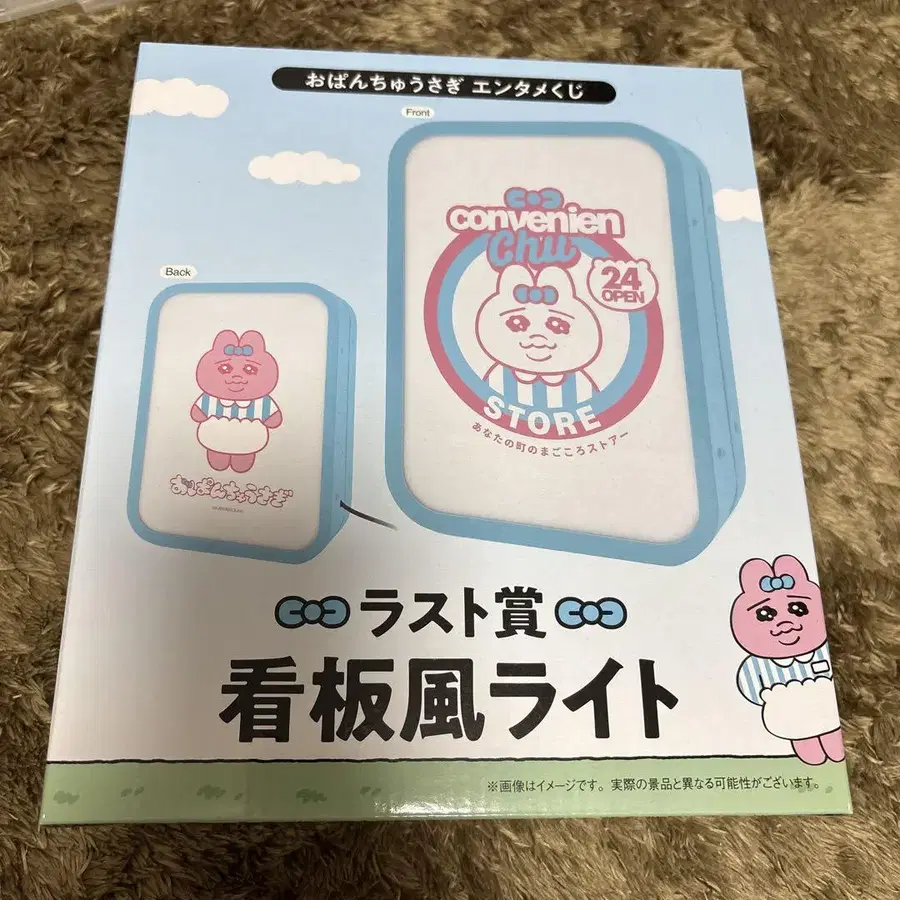 おぱんちゅうさぎ エンタメくじ
Front
convenien
Chu
24
OPEN
STORE
あなたの町のまごころストアー
Back
おぱんちゅうさぎ
ラスト賞
看板風ライト
※画像はイメージです。実際の景品と異なる可能性がございます。